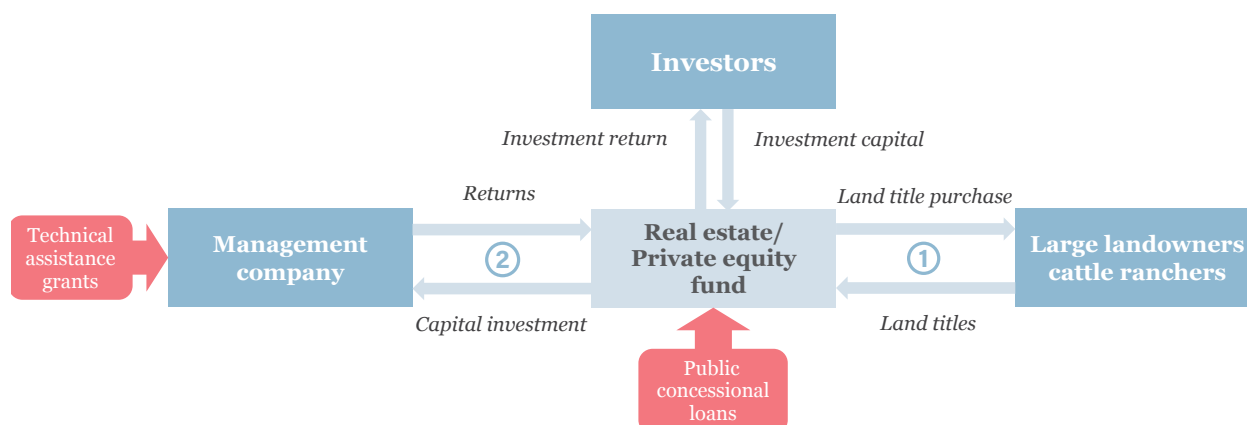 Investors
Investment return
Investment capital
Returns
Land title purchase
Technical
assistance
grants
Management
company
2
Real estate/
Private equity
fund
1
Large landowners
cattle ranchers
Capital investment
Land titles
Public
concessional
loans